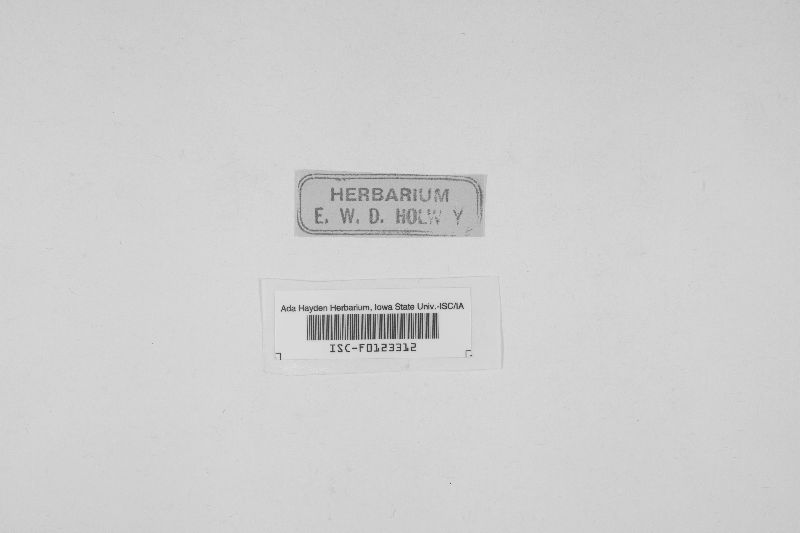 HERBARIUM
E. W. D. HOLW Y
Ada Hayden Herbarium, Iowa State Univ.-ISC/IA
ISC-F0123312